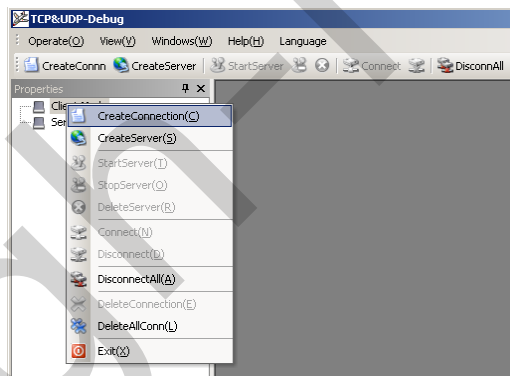 TCP&UDP-Debug
Operate(O) View(V) Windows(W) Help(H) Language
CreateConnn CreateServer StartServer Connect DisconnAll
Properties
CreateConnection(C)
CreateServer(S)
StartServer(T)
StopServer(O)
DeleteServer(R)
Connect(N)
Disconnect(D)
DisconnectAll(A)
DeleteConnection(E)
DeleteAllConn(L)
Exit(X)